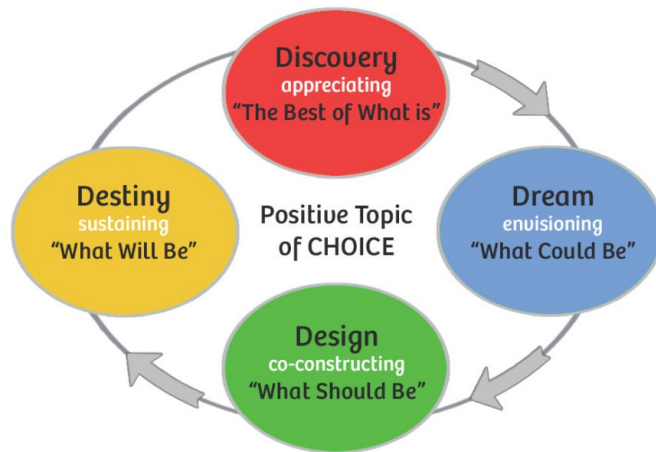 Discovery
appreciating
“The Best of What is”
Dream
envisioning
“What Could Be”
Design
co-constructing
“What Should Be”
Destiny
sustaining
“What Will Be”
Positive Topic
of CHOICE